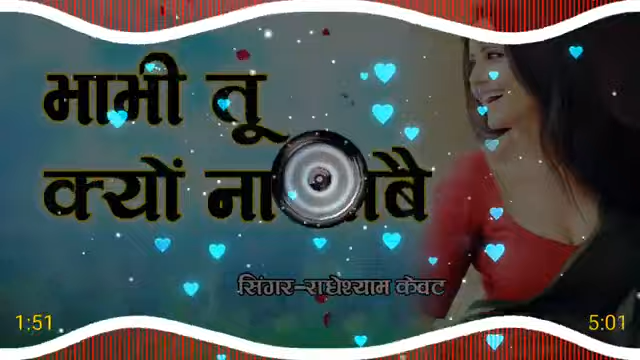 भाभी तू
क्यों ना
सिंगर-राधेश्याम केवट
1:51
5:01